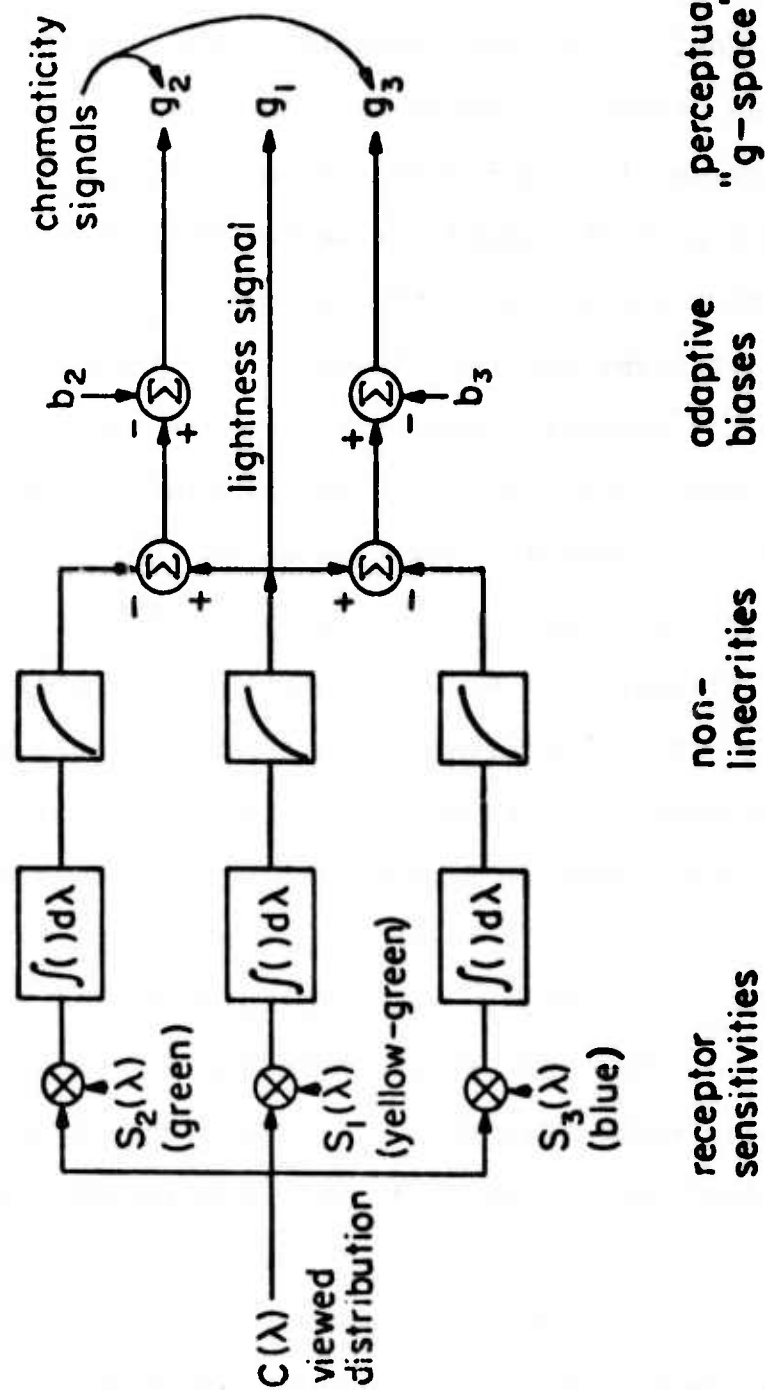 chromaticity
signals
b₂
g₂
−
+
Σ
Σ
−
+
∫( )dλ
S₂(λ)
(green)
lightness signal
g₁
C(λ)
viewed
distribution
∫( )dλ
S₁(λ)
(yellow-green)
+
−
Σ
+
−
Σ
g₃
b₃
∫( )dλ
S₃(λ)
(blue)
receptor
sensitivities
non-
linearities
adaptive
biases
"g-space